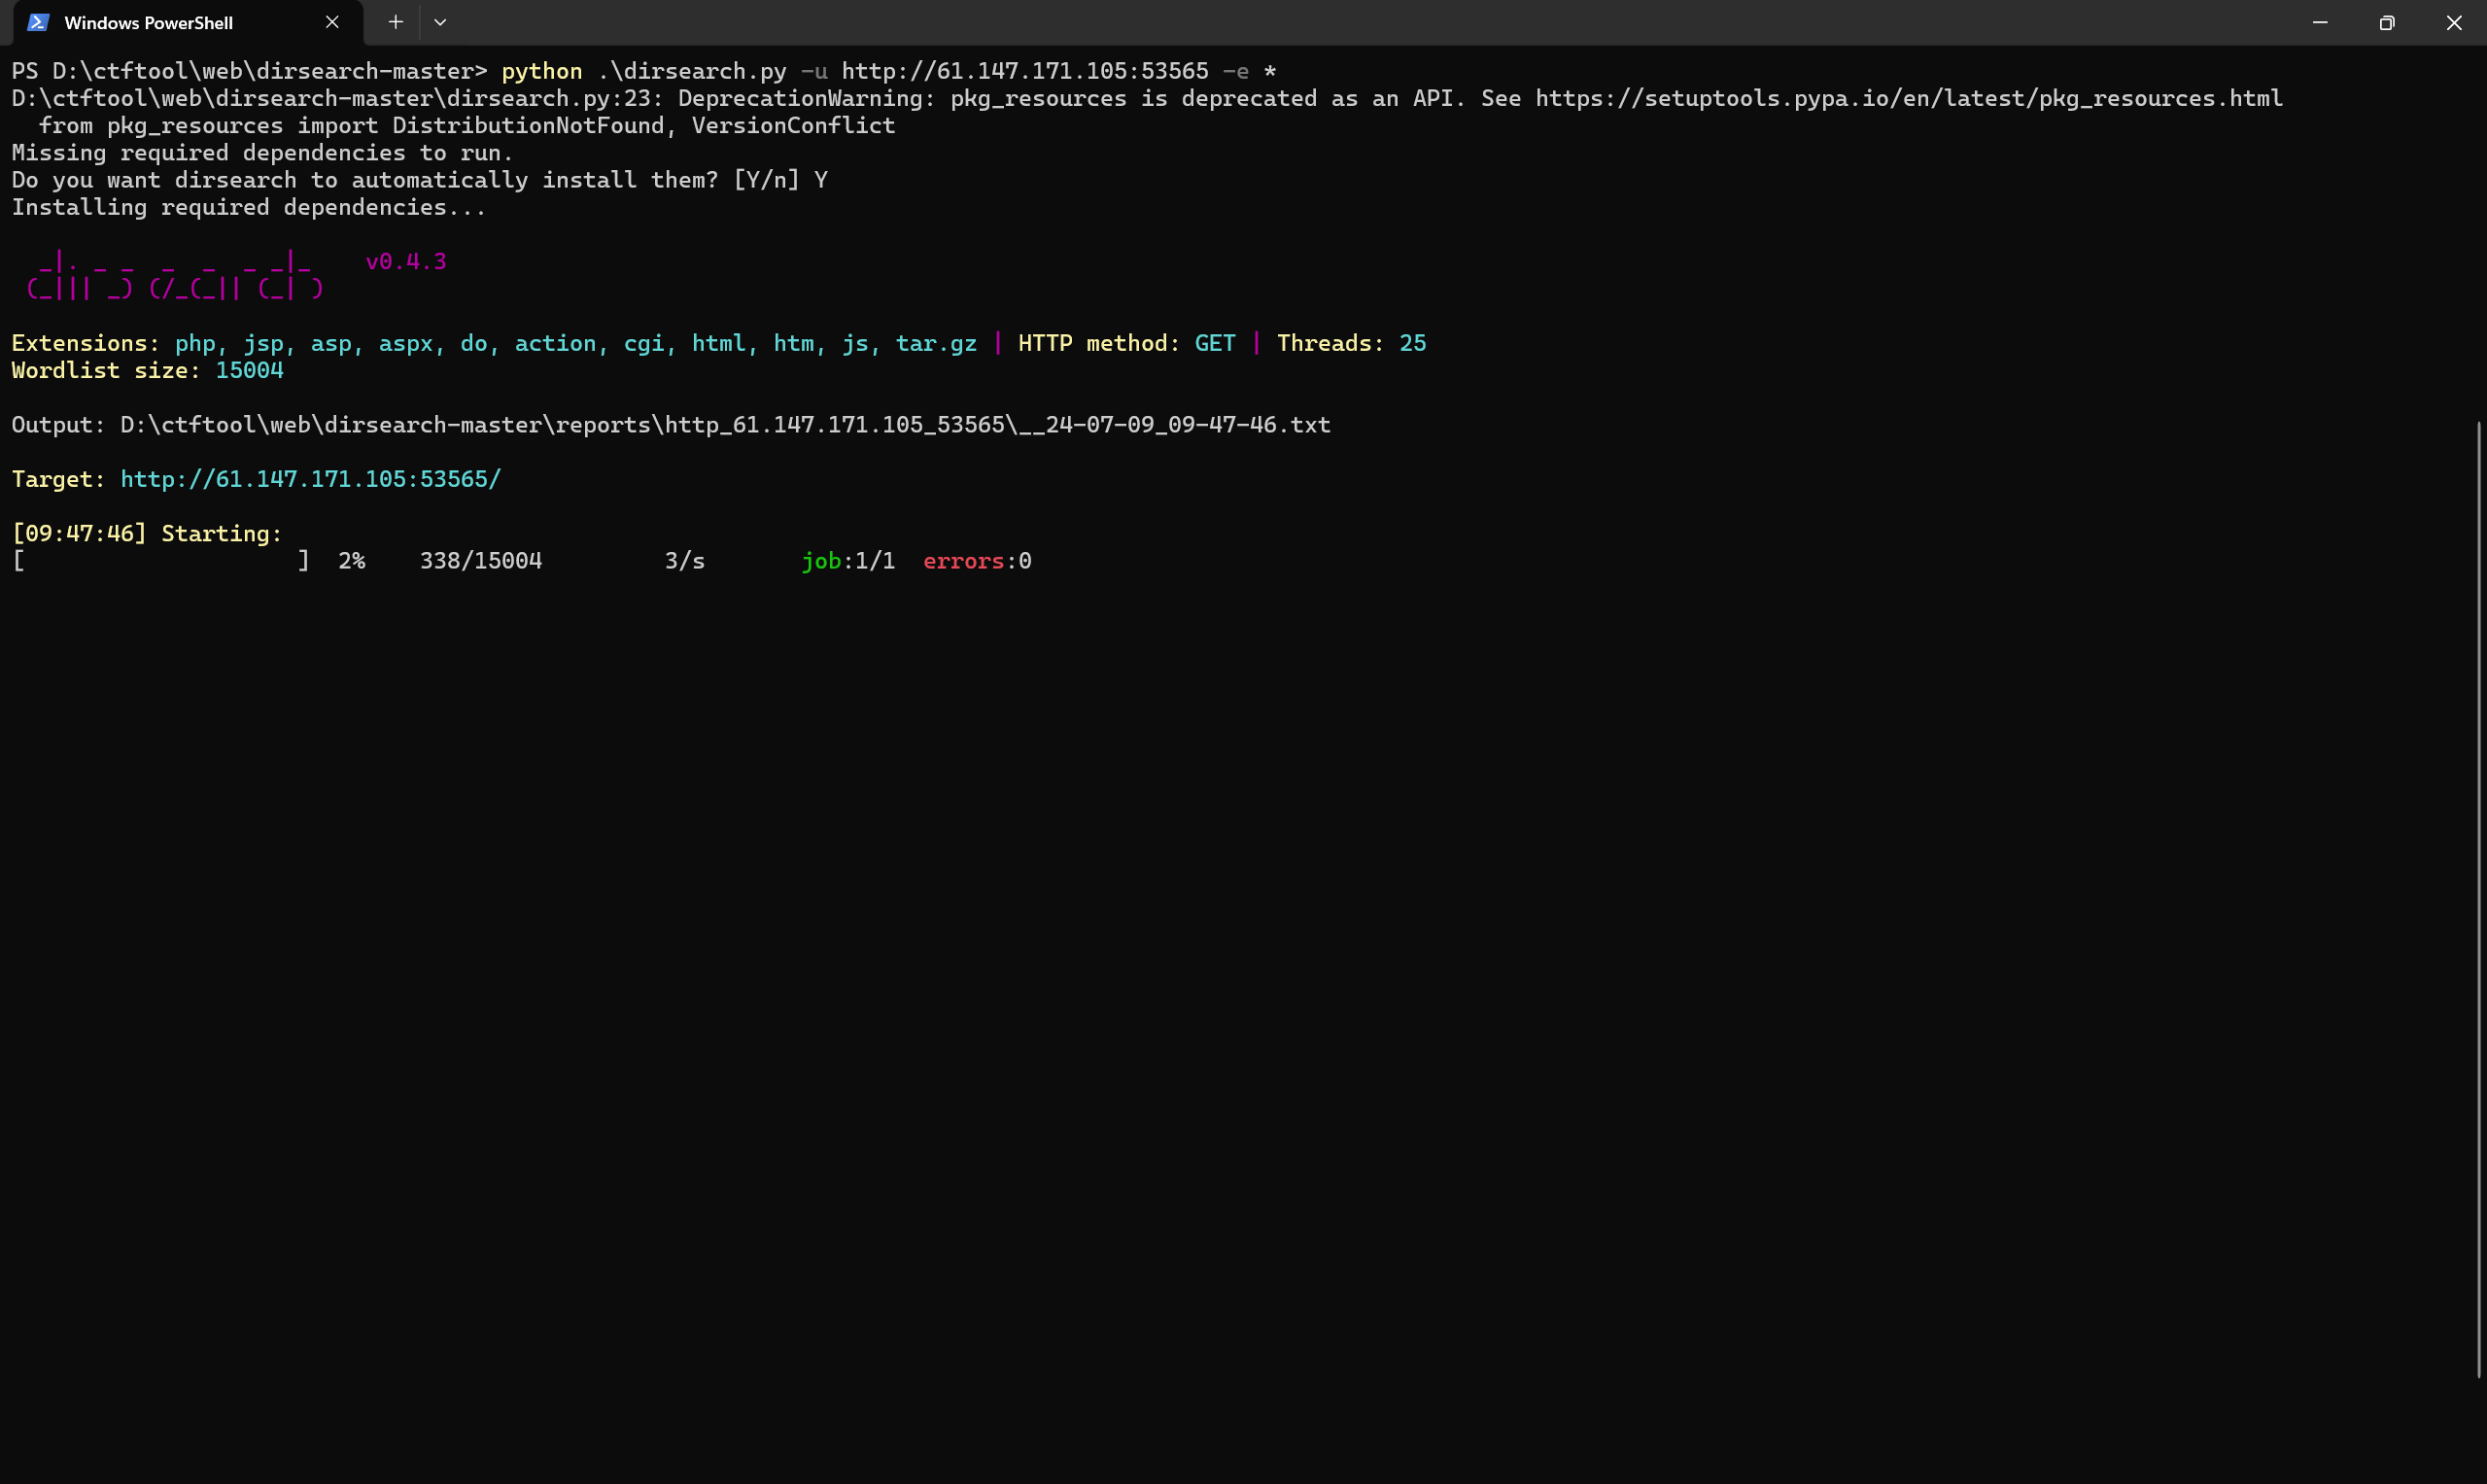 Windows PowerShell
PS D:\ctftool\web\dirsearch-master> python .\dirsearch.py -u http://61.147.171.105:53565 -e *
D:\ctftool\web\dirsearch-master\dirsearch.py:23: DeprecationWarning: pkg_resources is deprecated as an API. See https://setuptools.pypa.io/en/latest/pkg_resources.html
  from pkg_resources import DistributionNotFound, VersionConflict
Missing required dependencies to run.
Do you want dirsearch to automatically install them? [Y/n] Y
Installing required dependencies...
  _|. _ _  _  _  _ _|_    v0.4.3
 (_||| _) (/_(_|| (_| )
Extensions: php, jsp, asp, aspx, do, action, cgi, html, htm, js, tar.gz | HTTP method: GET | Threads: 25
Wordlist size: 15004
Output: D:\ctftool\web\dirsearch-master\reports\http_61.147.171.105_53565\__24-07-09_09-47-46.txt
Target: http://61.147.171.105:53565/
[09:47:46] Starting:
[                    ]  2%    338/15004         3/s       job:1/1  errors:0